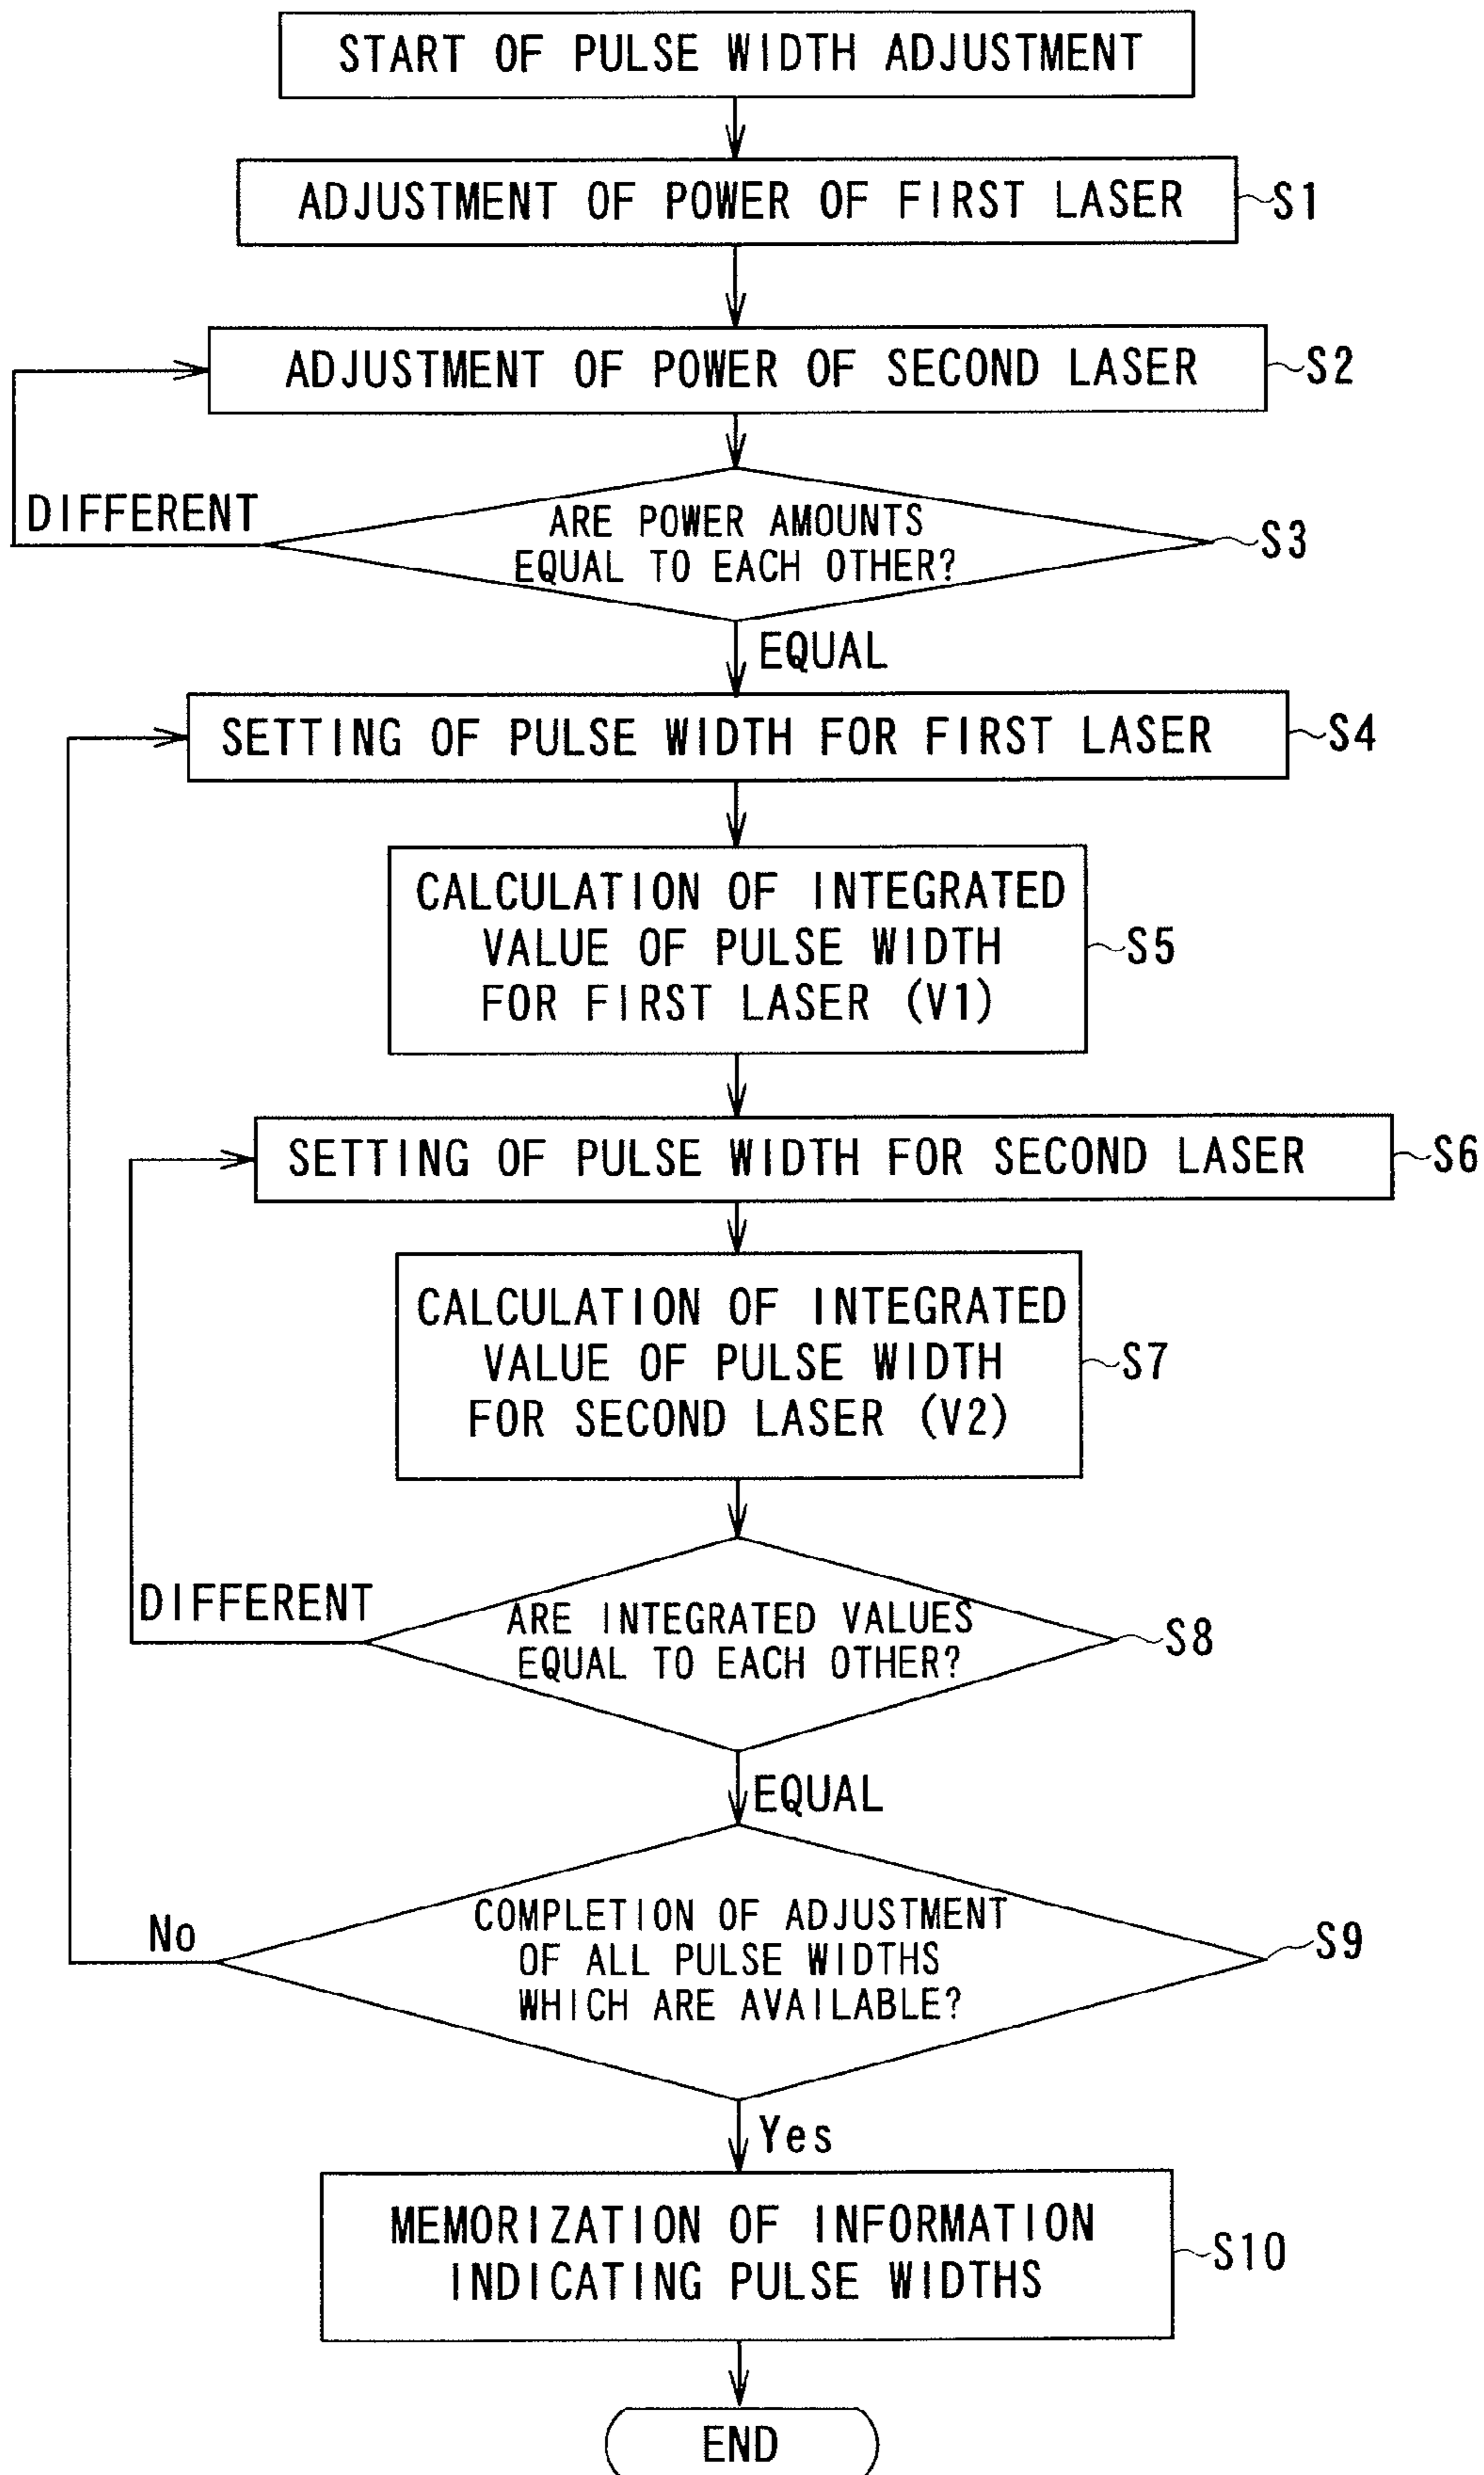 START OF PULSE WIDTH ADJUSTMENT
ADJUSTMENT OF POWER OF FIRST LASER
S1
ADJUSTMENT OF POWER OF SECOND LASER
S2
DIFFERENT
ARE POWER AMOUNTS
EQUAL TO EACH OTHER?
S3
EQUAL
SETTING OF PULSE WIDTH FOR FIRST LASER
S4
CALCULATION OF INTEGRATED
VALUE OF PULSE WIDTH
FOR FIRST LASER (V1)
S5
SETTING OF PULSE WIDTH FOR SECOND LASER
S6
CALCULATION OF INTEGRATED
VALUE OF PULSE WIDTH
FOR SECOND LASER (V2)
S7
DIFFERENT
ARE INTEGRATED VALUES
EQUAL TO EACH OTHER?
S8
EQUAL
No
COMPLETION OF ADJUSTMENT
OF ALL PULSE WIDTHS
WHICH ARE AVAILABLE?
S9
Yes
MEMORIZATION OF INFORMATION
INDICATING PULSE WIDTHS
S10
END